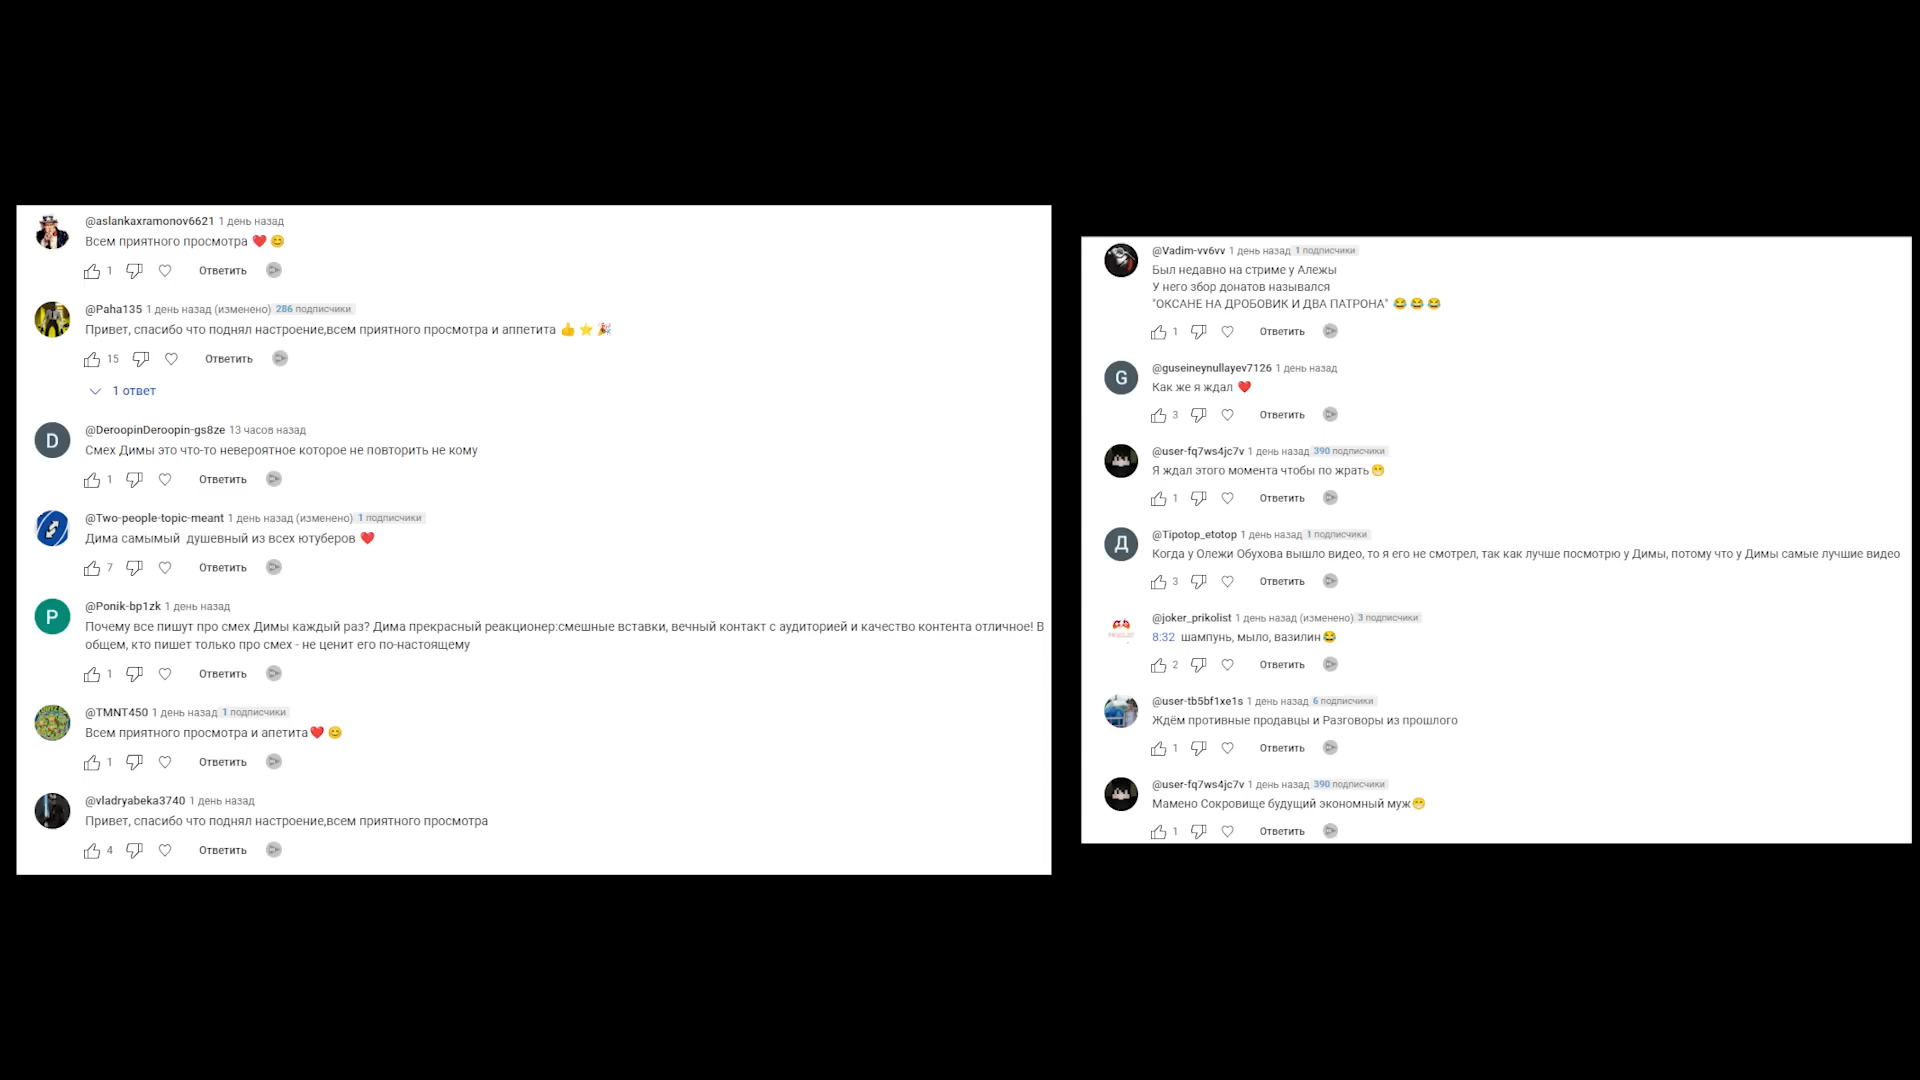 @aslankaxramonov6621 1 день назад
Всем приятного просмотра ❤️ 😊
1 Ответить
@Paha135 1 день назад (изменено) 286 подписчики
Привет, спасибо что поднял настроение,всем приятного просмотра и аппетита 👍 ⭐ 🎉
15 Ответить
1 ответ
D
@DeroopinDeroopin-gs8ze 13 часов назад
Смех Димы это что-то невероятное которое не повторить не кому
1 Ответить
@Two-people-topic-meant 1 день назад (изменено) 1 подписчики
Дима самымый душевный из всех ютуберов ❤️
7 Ответить
P
@Ponik-bp1zk 1 день назад
Почему все пишут про смех Димы каждый раз? Дима прекрасный реакционер:смешные вставки, вечный контакт с аудиторией и качество контента отличное! В
общем, кто пишет только про смех - не ценит его по-настоящему
1 Ответить
@TMNT450 1 день назад 1 подписчики
Всем приятного просмотра и апетита❤️ 😊
1 Ответить
@vladryabeka3740 1 день назад
Привет, спасибо что поднял настроение,всем приятного просмотра
4 Ответить
@Vadim-vv6vv 1 день назад 1 подписчики
Был недавно на стриме у Алежы
У него збор донатов назывался
"ОКСАНЕ НА ДРОБОВИК И ДВА ПАТРОНА" 😂 😂 😂
1 Ответить
G
@guseineynullayev7126 1 день назад
Как же я ждал ❤️
3 Ответить
@user-fq7ws4jc7v 1 день назад 390 подписчики
Я ждал этого момента чтобы по жрать😁
1 Ответить
Д
@Tipotop_etotop 1 день назад 1 подписчики
Когда у Олежи Обухова вышло видео, то я его не смотрел, так как лучше посмотрю у Димы, потому что у Димы самые лучшие видео
3 Ответить
@joker_prikolist 1 день назад (изменено) 3 подписчики
8:32 шампунь, мыло, вазилин😂
2 Ответить
@user-tb5bf1xe1s 1 день назад 6 подписчики
Ждём противные продавцы и Разговоры из прошлого
1 Ответить
@user-fq7ws4jc7v 1 день назад 390 подписчики
Мамено Сокровище будущий экономный муж😁
1 Ответить